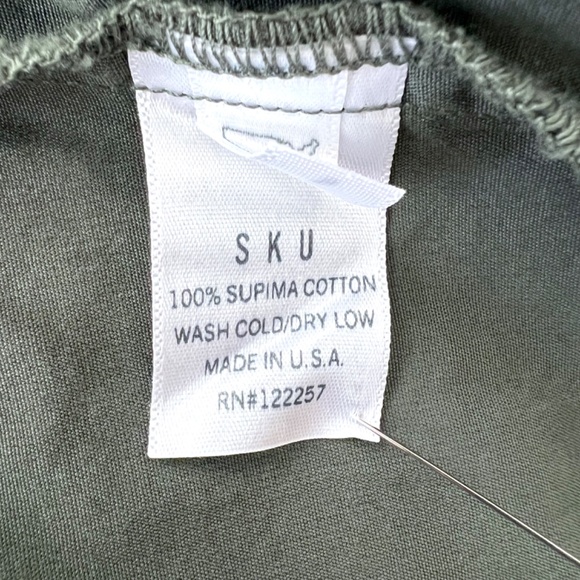 SKU
100% SUPIMA COTTON
WASH COLD/DRY LOW
MADE IN U.S.A.
RN#122257